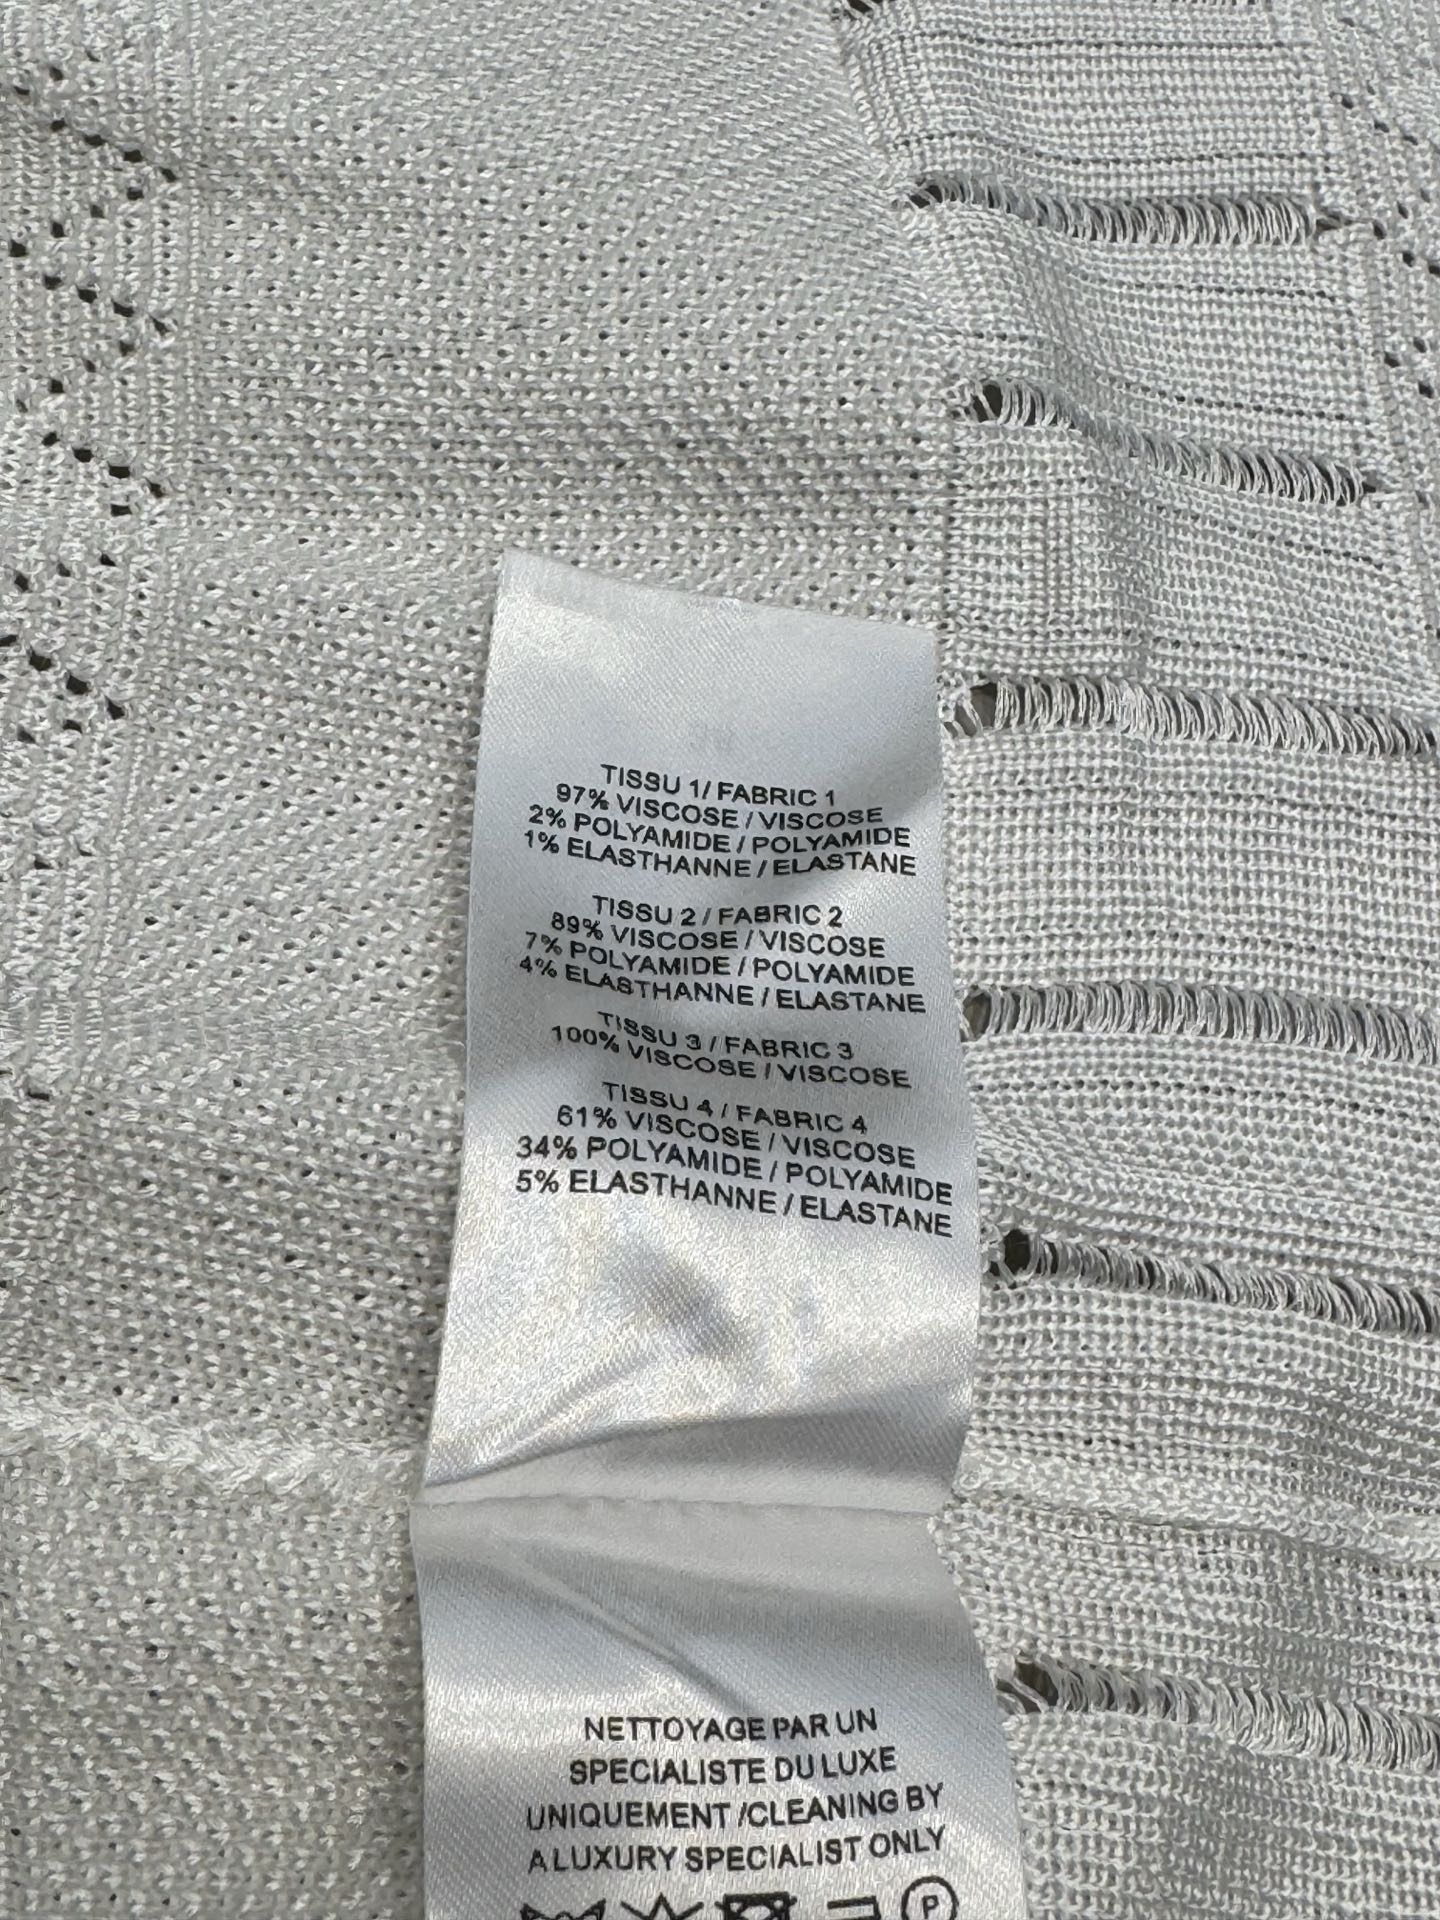 TISSU 1/ FABRIC 1
97% VISCOSE / VISCOSE
2% POLYAMIDE / POLYAMIDE
1% ELASTHANNE / ELASTANE
TISSU 2 / FABRIC 2
89% VISCOSE / VISCOSE
7% POLYAMIDE / POLYAMIDE
4% ELASTHANNE / ELASTANE
TISSU 3 / FABRIC 3
100% VISCOSE / VISCOSE
TISSU 4 / FABRIC 4
61% VISCOSE / VISCOSE
34% POLYAMIDE / POLYAMIDE
5% ELASTHANNE / ELASTANE
NETTOYAGE PAR UN
SPECIALISTE DU LUXE
UNIQUEMENT /CLEANING BY
A LUXURY SPECIALIST ONLY
P